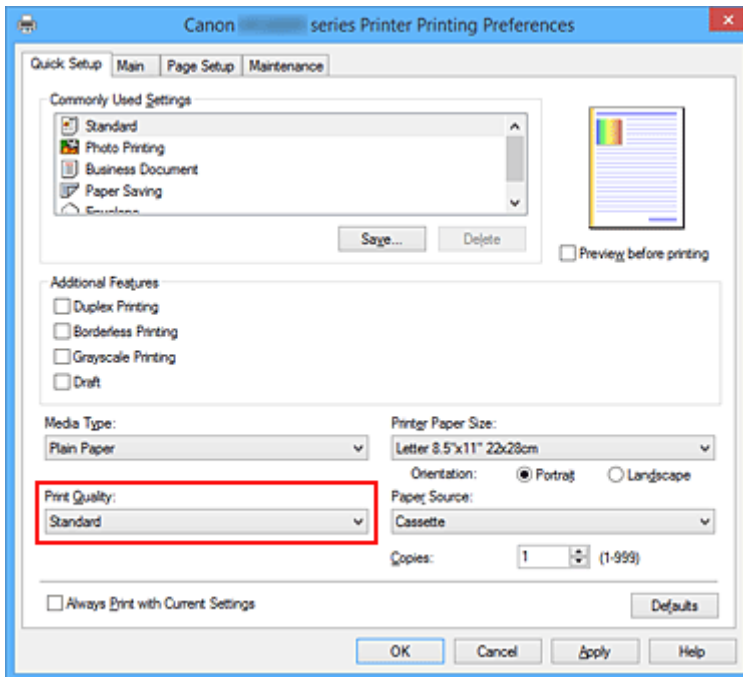 Canon series Printer Printing Preferences
Quick Setup Main Page Setup Maintenance
Commonly Used Settings
Standard
Photo Printing
Business Document
Paper Saving
Envelope
Save... Delete
Preview before printing
Additional Features
Duplex Printing
Borderless Printing
Grayscale Printing
Draft
Media Type:
Plain Paper
Printer Paper Size:
Letter 8.5"x11" 22x28cm
Orientation: Portrait Landscape
Print Quality:
Standard
Paper Source:
Cassette
Copies: 1 (1-999)
Always Print with Current Settings
Defaults
OK Cancel Apply Help